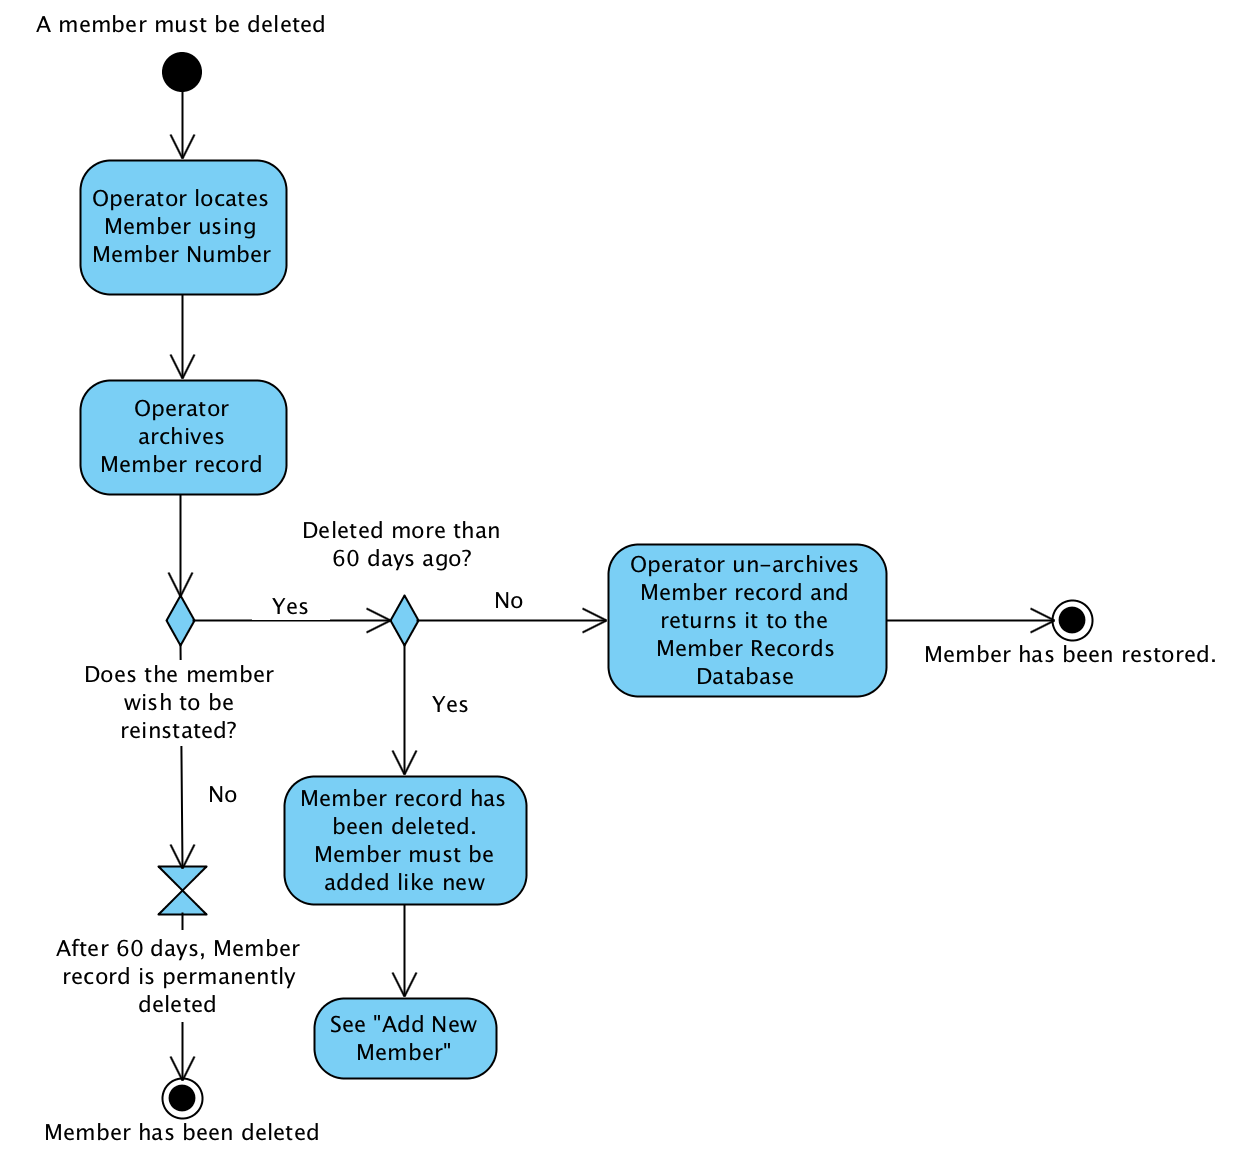 A member must be deleted
Operator locates
Member using
Member Number
Operator
archives
Member record
Deleted more than
60 days ago?
Yes
No
Operator un-archives
Member record and
returns it to the
Member Records
Database
Member has been restored.
Does the member
wish to be
reinstated?
Yes
No
Member record has
been deleted.
Member must be
added like new
After 60 days, Member
record is permanently
deleted
See "Add New
Member"
Member has been deleted